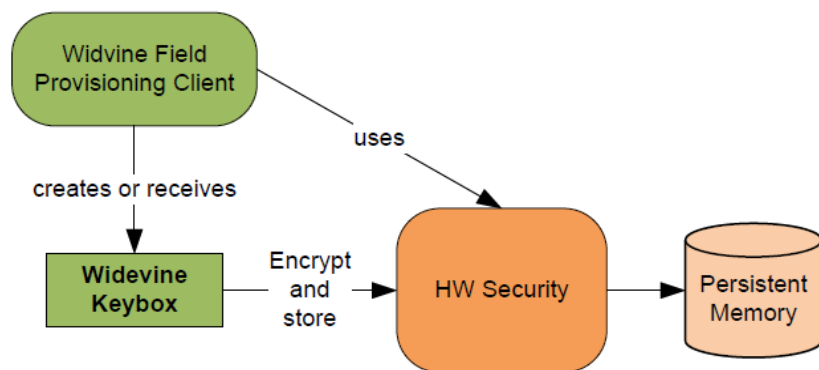 Widvine Field
Provisioning Client
uses
creates or receives
Widevine
Keybox
Encrypt
and
store
HW Security
Persistent
Memory